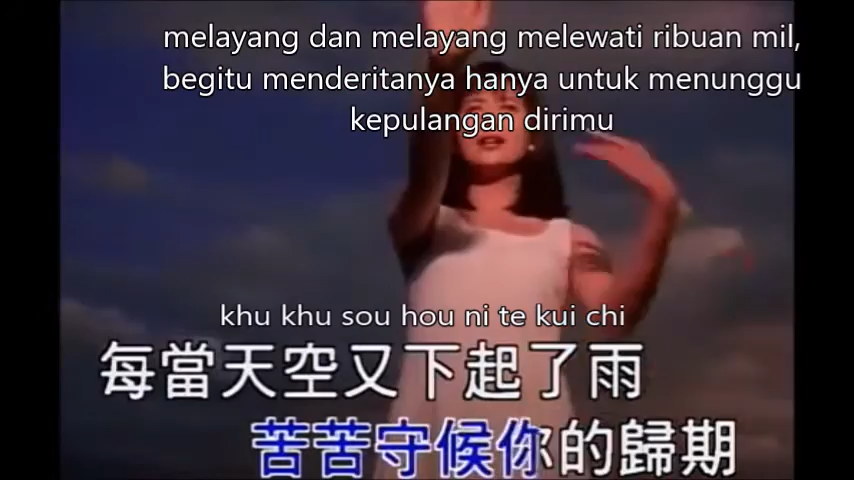 melayang dan melayang melewati ribuan mil,
begitu menderitanya hanya untuk menunggu
kepulangan dirimu
khu khu sou hou ni te kui chi
每當天空又下起了雨
苦苦守候你的歸期